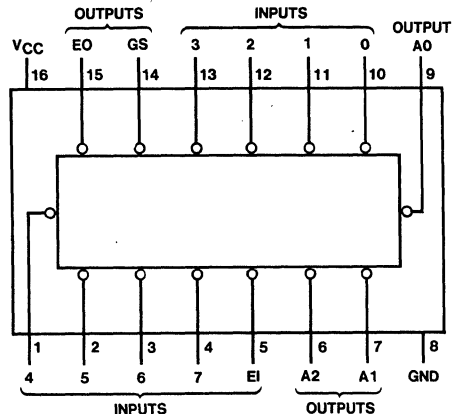 OUTPUTS INPUTS OUTPUT
VCC EO GS 3 2 1 0 A0
16 15 14 13 12 11 10 9
1 2 3 4 5 6 7 8
4 5 6 7 EI A2 A1 GND
INPUTS OUTPUTS